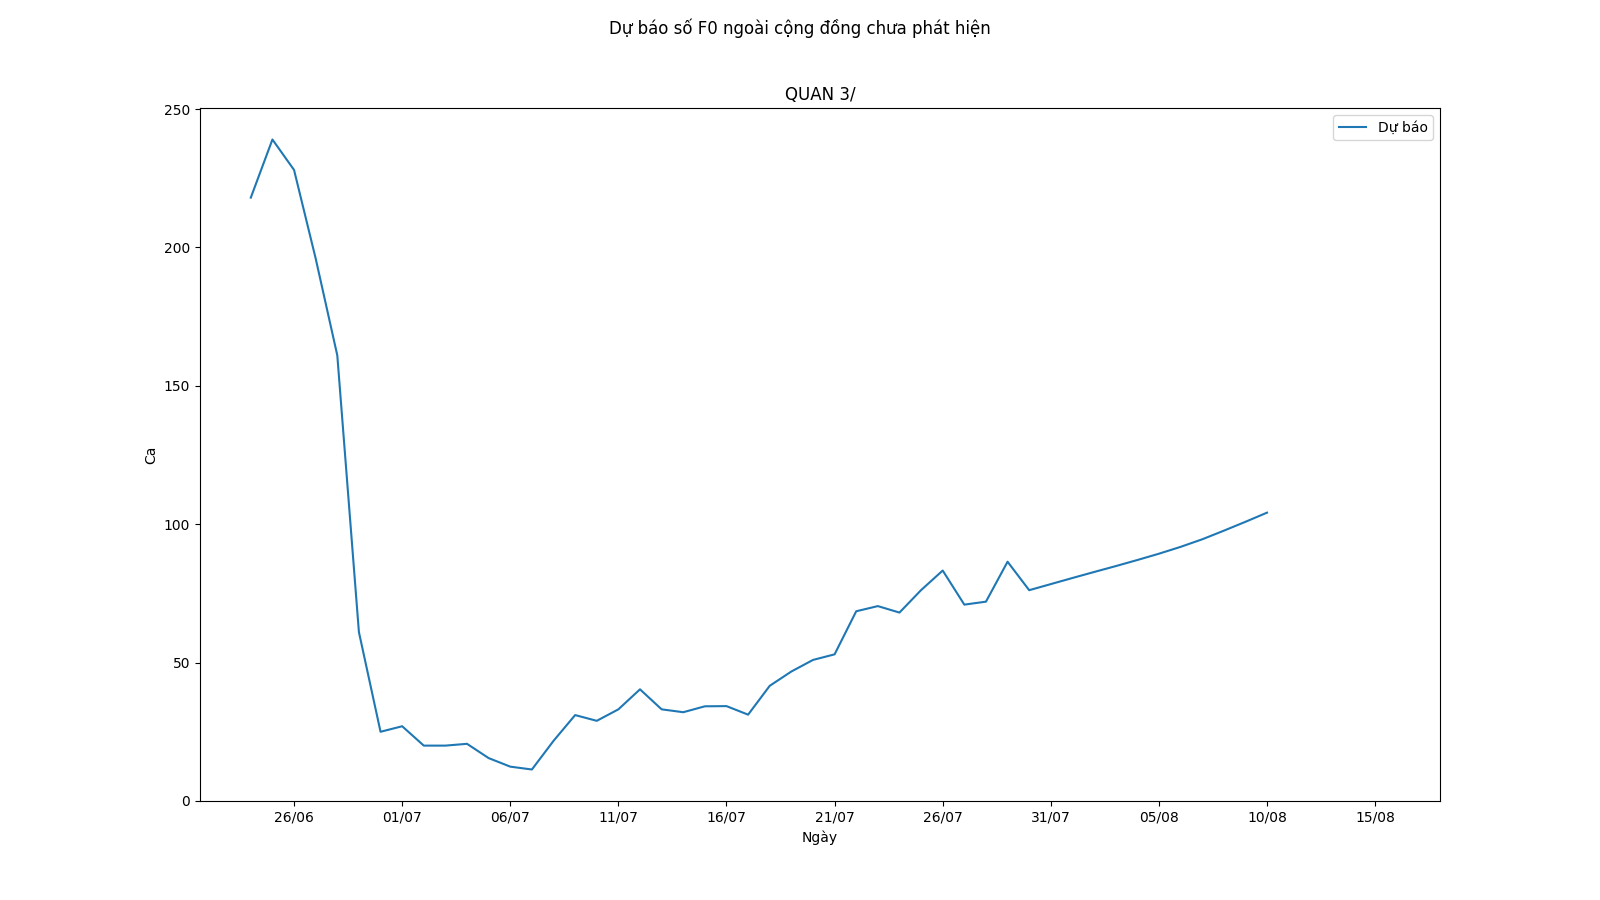 Dự báo số F0 ngoài cộng đồng chưa phát hiện
QUAN 3/
Dự báo
250
200
150
100
50
0
Ca
26/06 01/07 06/07 11/07 16/07 21/07 26/07 31/07 05/08 10/08 15/08
Ngày